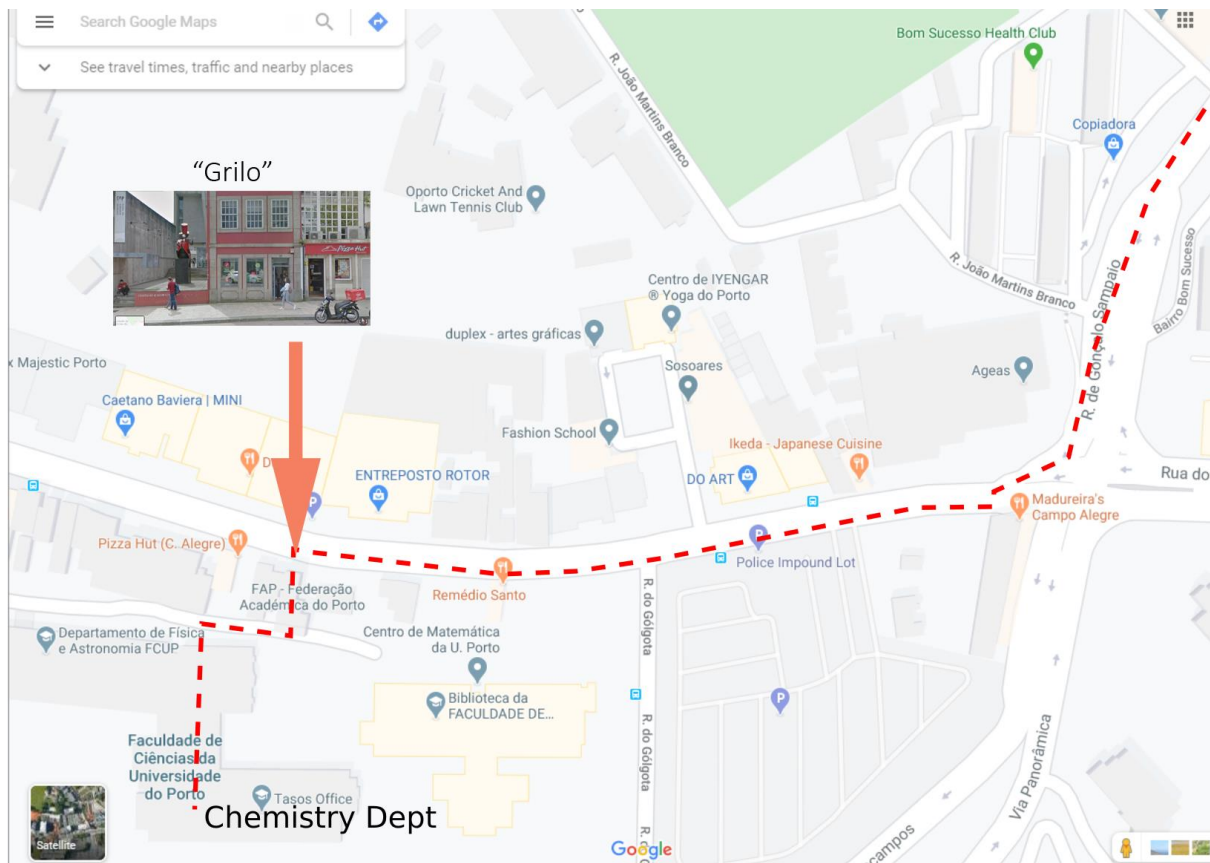 Search Google Maps
See travel times, traffic and nearby places
Bom Sucesso Health Club
R. João Martins Branco
Copiadora
“Grilo”
Pizza Hut
Oporto Cricket And
Lawn Tennis Club
R. João Martins Branco
Bairro Bom Sucesso
Centro de IYENGAR
® Yoga do Porto
R. de Gonçalo Sampaio
duplex - artes gráficas
x Majestic Porto
Sosoares
Ageas
Caetano Baviera | MINI
Fashion School
Ikeda - Japanese Cuisine
D
ENTREPOSTO ROTOR
DO ART
Rua do
P
Madureira's
Campo Alegre
Pizza Hut (C. Alegre)
P
Police Impound Lot
FAP - Federação
Académica do Porto
Remédio Santo
R. do Gólgota
Departamento de Física
e Astronomia FCUP
Centro de Matemática
da U. Porto
Biblioteca da
FACULDADE DE...
P
R. do Gólgota
Via Panorâmica
Faculdade de
Ciências da
Universidade
do Porto
Tasos Office
Chemistry Dept
Satellite
Google
campos